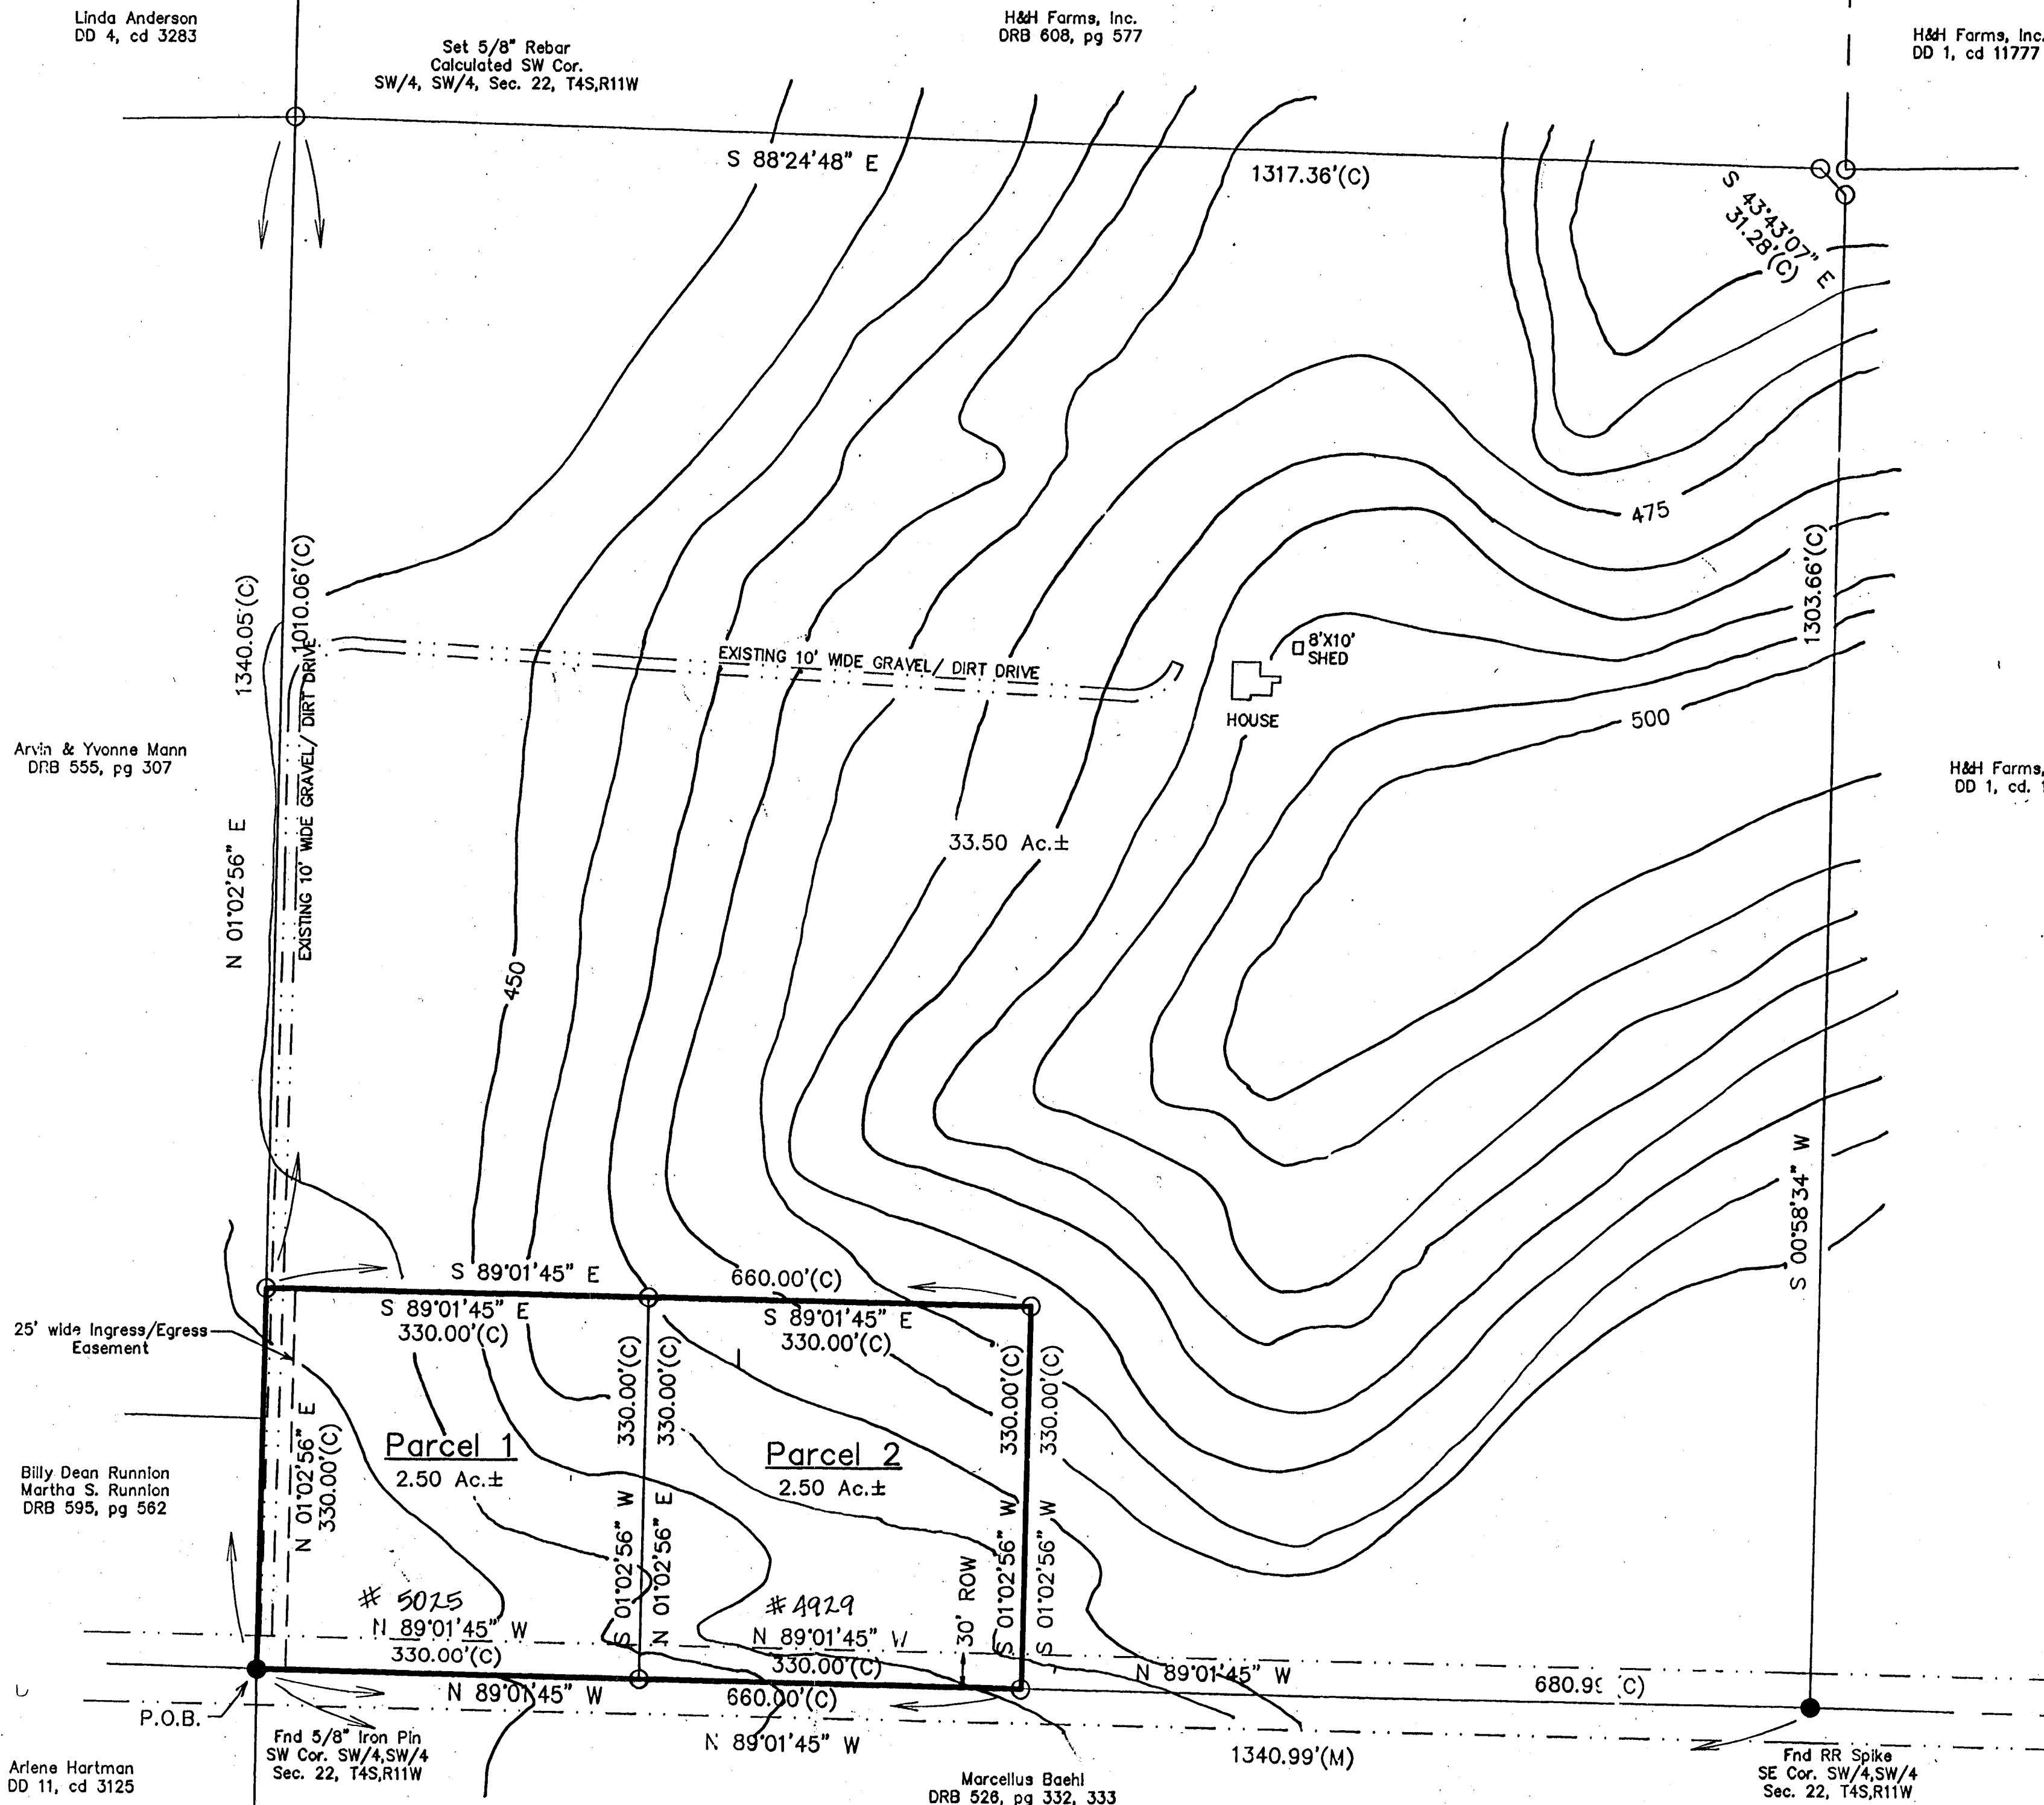 Linda Anderson
DD 4, cd 3283
Set 5/8" Rebar
Calculated SW Cor.
SW/4, SW/4, Sec. 22, T4S,R11W
H&H Farms, Inc.
DRB 608, pg 577
H&H Farms, Inc.
DD 1, cd 11777
S 88°24'48" E
1317.36'(C)
S 43°43'07" E
31.28'(C)
475
1340.05'(C)
1010.06'(C)
1303.66'(C)
EXISTING 10' WIDE GRAVEL/ DIRT DRIVE
8'X10'
SHED
HOUSE
500
Arvin & Yvonne Mann
DRB 555, pg 307
H&H Farms,
DD 1, cd. 1
N 01°02'56" E
EXISTING 10' WIDE GRAVEL/ DIRT DRIVE
33.50 Ac.±
450
S 00°58'34" W
S 89°01'45" E
660.00'(C)
S 89°01'45" E
330.00'(C)
S 89°01'45" E
330.00'(C)
25' wide Ingress/Egress
Easement
330.00'(C)
330.00'(C)
330.00'(C)
330.00'(C)
N 01°02'56" E
330.00'(C)
Parcel 1
2.50 Ac.±
Parcel 2
2.50 Ac.±
Billy Dean Runnion
Martha S. Runnion
DRB 595, pg 562
S 01°02'56" W
N 01°02'56" E
30' ROW
S 01°02'56" W
S 01°02'56" W
# 5025
N 89°01'45" W
330.00'(C)
#4929
N 89°01'45" W
330.00'(C)
N 89°01'45" W
680.99 C)
N 89°01'45" W
660.00'(C)
P.O.B.
Fnd 5/8" Iron Pin
SW Cor. SW/4,SW/4
Sec. 22, T4S,R11W
N 89°01'45" W
1340.99'(M)
Arlene Hartman
DD 11, cd 3125
Marcellus Baehl
DRB 526, pg 332, 333
Fnd RR Spike
SE Cor. SW/4,SW/4
Sec. 22, T4S,R11W